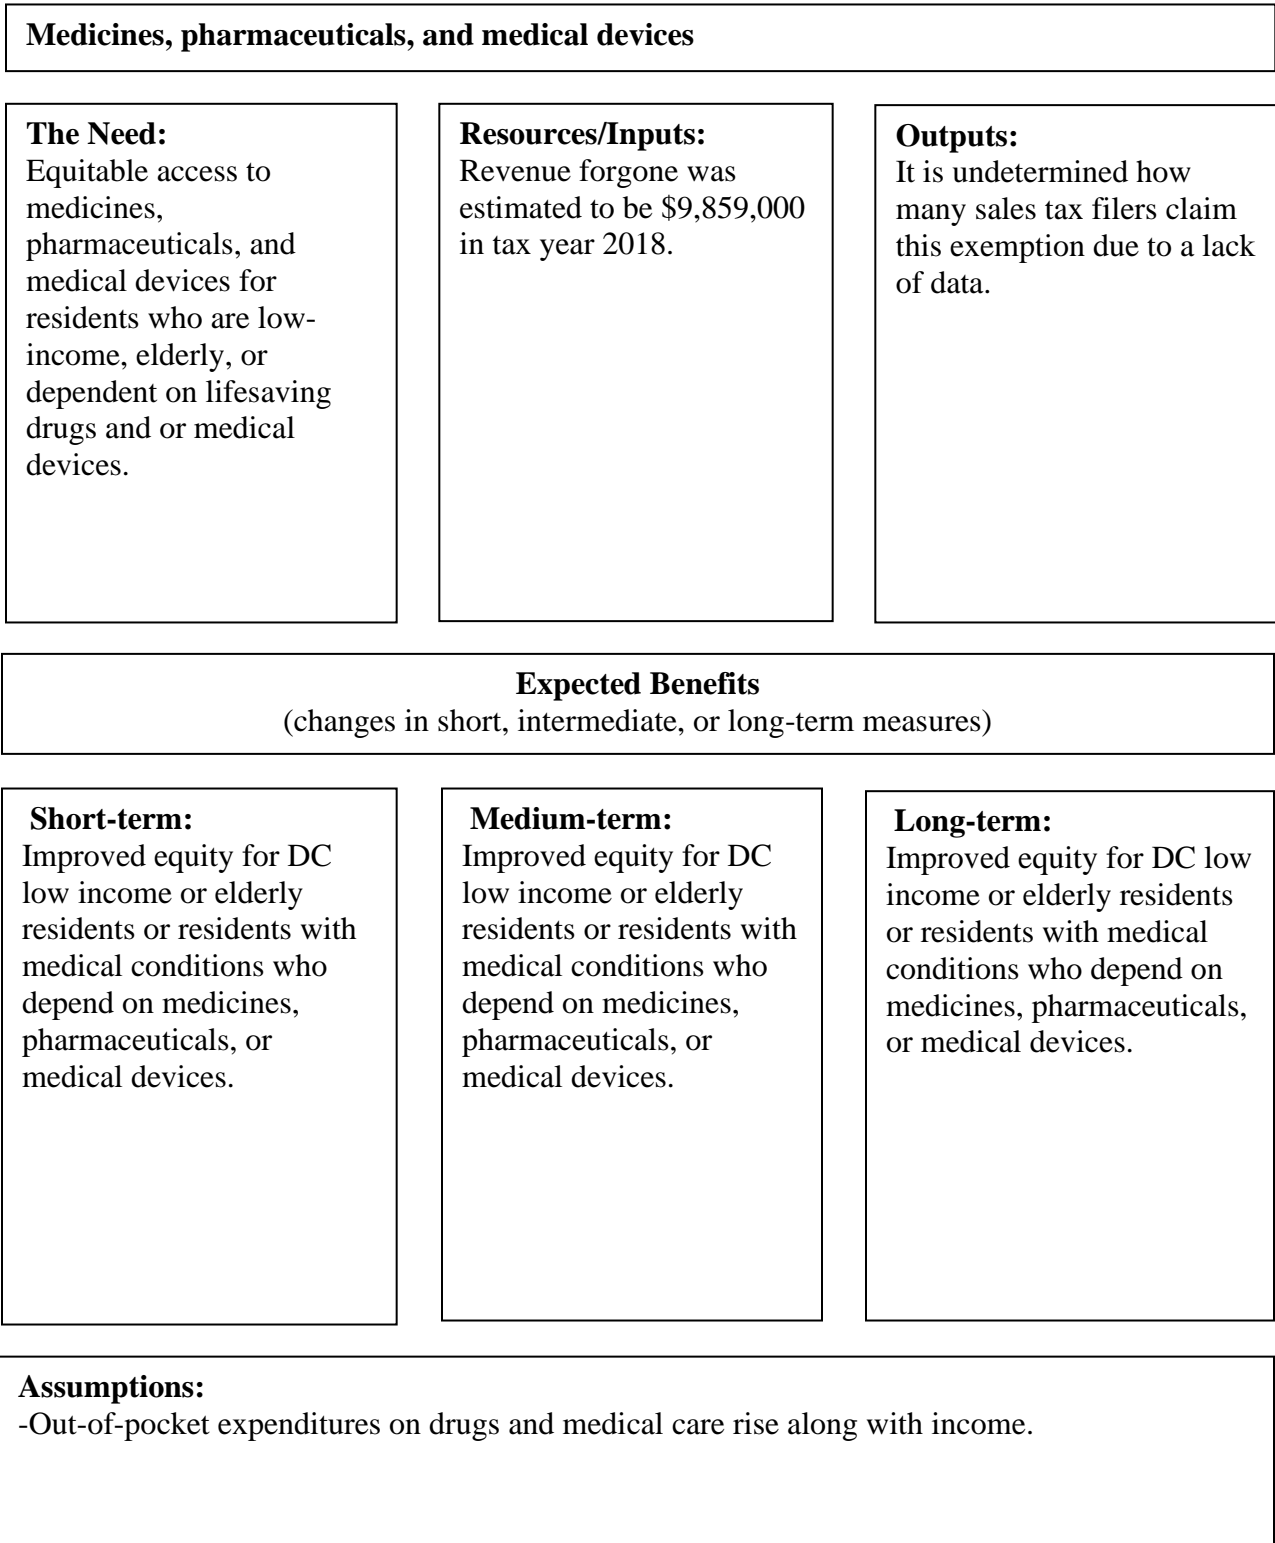 Medicines, pharmaceuticals, and medical devices
The Need:
Equitable access to
medicines,
pharmaceuticals, and
medical devices for
residents who are low-
income, elderly, or
dependent on lifesaving
drugs and or medical
devices.
Resources/Inputs:
Revenue forgone was
estimated to be $9,859,000
in tax year 2018.
Outputs:
It is undetermined how
many sales tax filers claim
this exemption due to a lack
of data.
Expected Benefits
(changes in short, intermediate, or long-term measures)
Short-term:
Improved equity for DC
low income or elderly
residents or residents with
medical conditions who
depend on medicines,
pharmaceuticals, or
medical devices.
Medium-term:
Improved equity for DC
low income or elderly
residents or residents with
medical conditions who
depend on medicines,
pharmaceuticals, or
medical devices.
Long-term:
Improved equity for DC low
income or elderly residents
or residents with medical
conditions who depend on
medicines, pharmaceuticals,
or medical devices.
Assumptions:
-Out-of-pocket expenditures on drugs and medical care rise along with income.